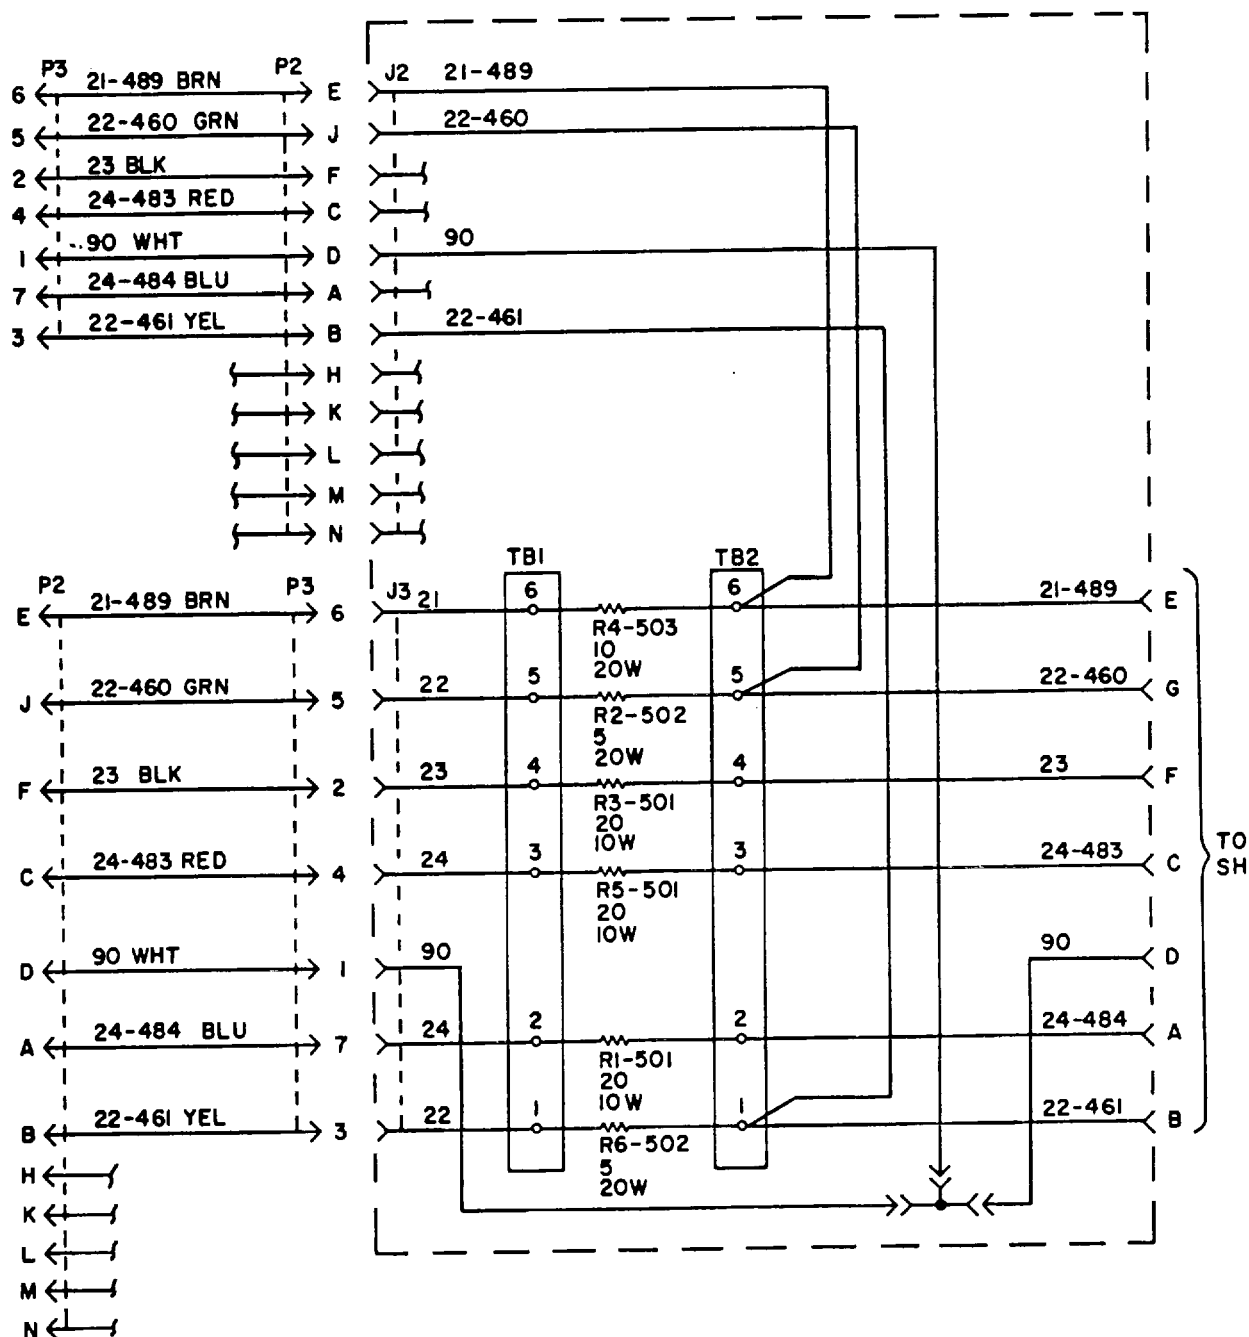 P3 21-489 BRN P2 J2 21-489
6 E
5 22-460 GRN J 22-460
2 23 BLK F
4 24-483 RED C
1 90 WHT D 90
7 24-484 BLU A
3 22-461 YEL B 22-461
H
K
L
M
N
TB1 TB2
P2 21-489 BRN P3 J3 21 6 6 21-489
E 6 E
R4-503
10
20W
J 22-460 GRN 5 22 5 5 22-460 G
R2-502
5
20W
F 23 BLK 2 23 4 4 23 F
R3-501
20
10W
C 24-483 RED 4 24 3 3 24-483 C
TO
SH
R5-501
20
10W
D 90 WHT 1 90 90 D
A 24-484 BLU 7 24 2 2 24-484 A
R1-501
20
10W
B 22-461 YEL 3 22 1 1 22-461 B
R6-502
5
20W
H
K
L
M
N